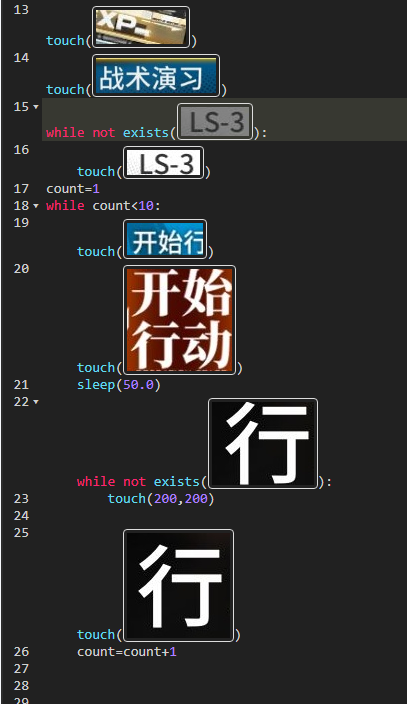 13
touch(XP)
14
touch(战术演习)
15
while not exists(LS-3):
16
touch(LS-3)
17 count=1
18 while count<10:
19
touch(开始行)
20
开始
行动
touch( )
21 sleep(50.0)
22
while not exists(行):
23 touch(200,200)
24
25
touch(行)
26 count=count+1
27
28
29